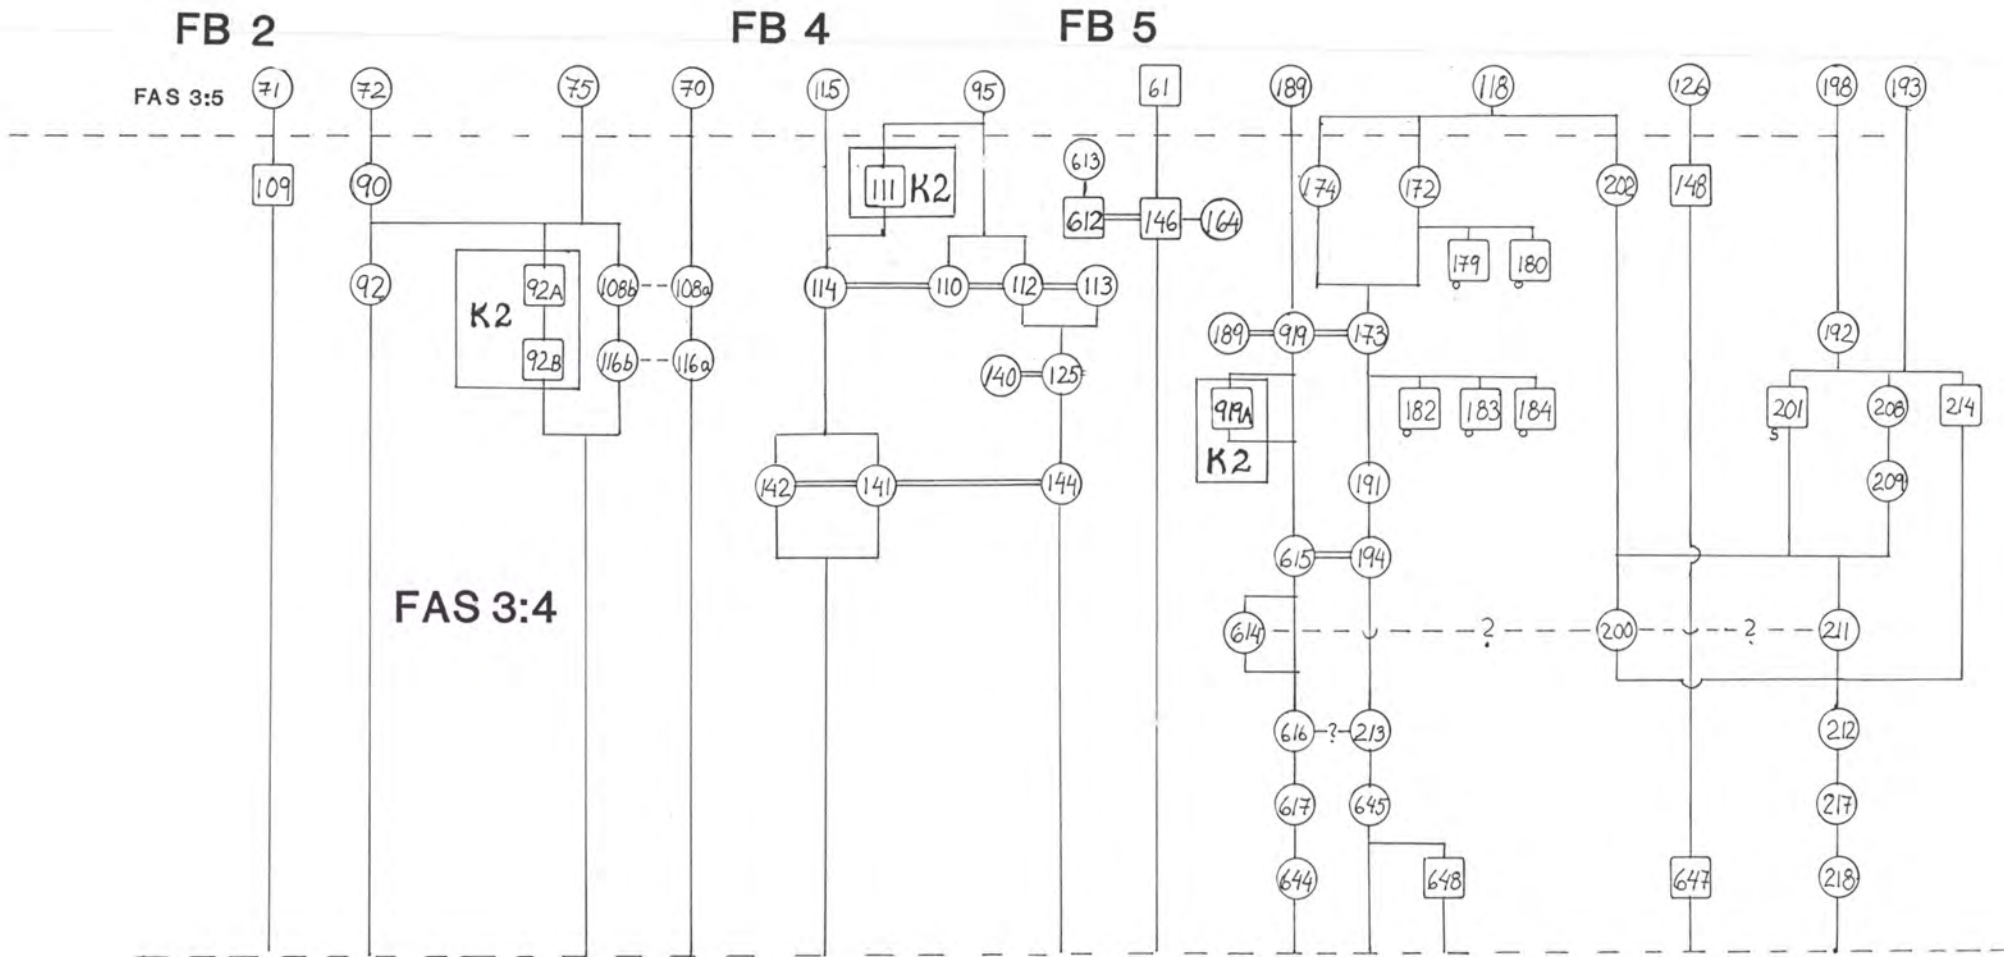 FB 2 FB 4 FB 5
FAS 3:5 71 72 75 70 115 95 61 189 118 126 198 193
613
109 90 111 K2 174 172 202 148
612 146 164
179 180
92 92A 108b 108a 114 110 112 113
K2
189 919 173 192
92B 116b 116a 140 125
919A 182 183 184 201 208 214
S
K2
142 141 144 191 209
615 194
FAS 3:4
614 ? 200 ? 211
616 ? 213 212
617 645 217
644 648 647 218